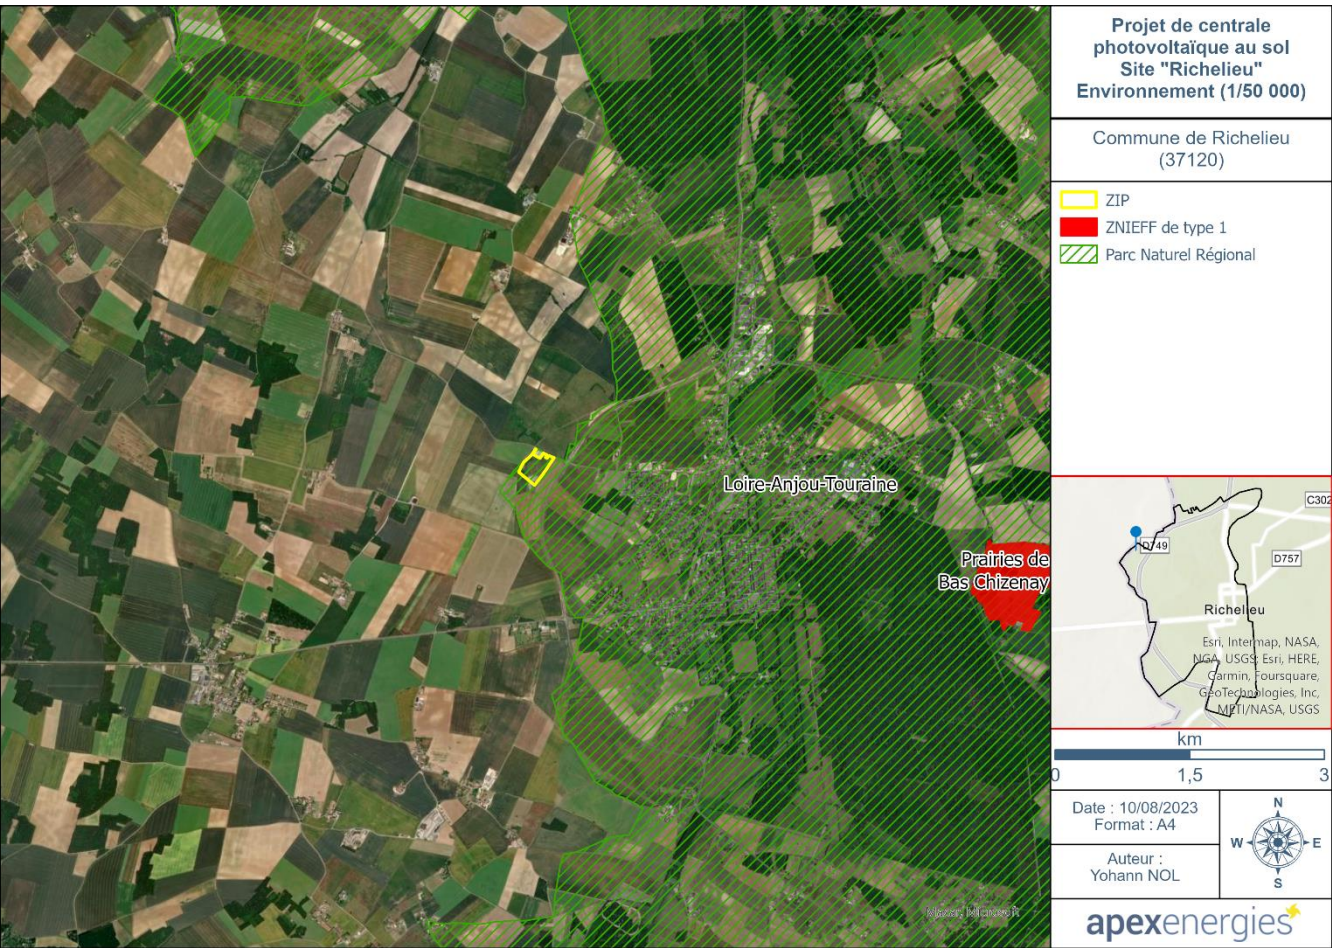 Projet de centrale
photovoltaïque au sol
Site "Richelieu"
Environnement (1/50 000)
Commune de Richelieu
(37120)
ZIP
ZNIEFF de type 1
Parc Naturel Régional
Loire-Anjou-Touraine
Prairies de
Bas Chizenay
C302
D749
D757
Richelieu
Esri, Intermap, NASA,
NGA, USGS; Esri, HERE,
Garmin, Foursquare,
GeoTechnologies, Inc,
METI/NASA, USGS
km
0 1,5 3
Date : 10/08/2023
Format : A4
N
W E
S
Auteur :
Yohann NOL
Maxar, Microsoft
apexenergies